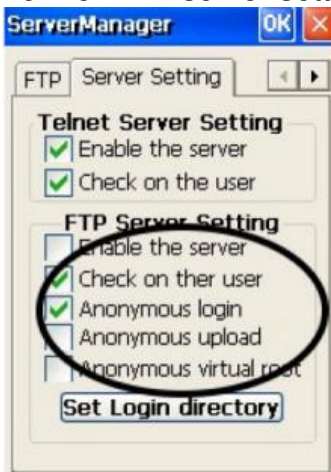 ServerManager OK
FTP Server Setting
Telnet Server Setting
Enable the server
Check on the user
FTP Server Setting
Enable the server
Check on ther user
Anonymous login
Anonymous upload
Anonymous virtual root
Set Login directory